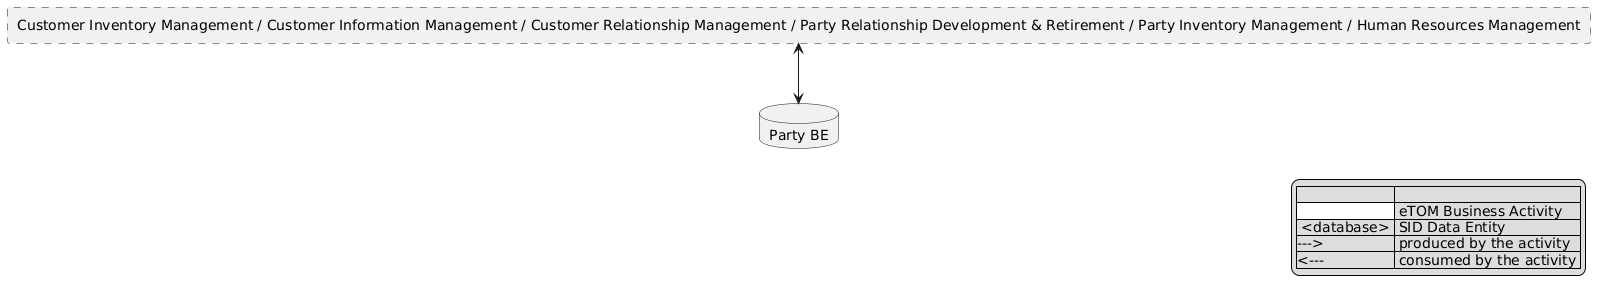 Customer Inventory Management / Customer Information Management / Customer Relationship Management / Party Relationship Development & Retirement / Party Inventory Management / Human Resources Management
Party BE
eTOM Business Activity
<database> SID Data Entity
---> produced by the activity
<--- consumed by the activity